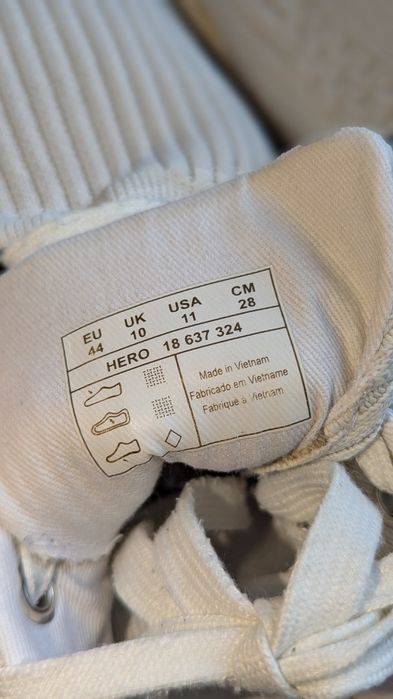 EU UK USA CM
44 10 11 28
HERO 18 637 324
Made in Vietnam
Fabricado em Vietname
Fabriqué à Vietnam